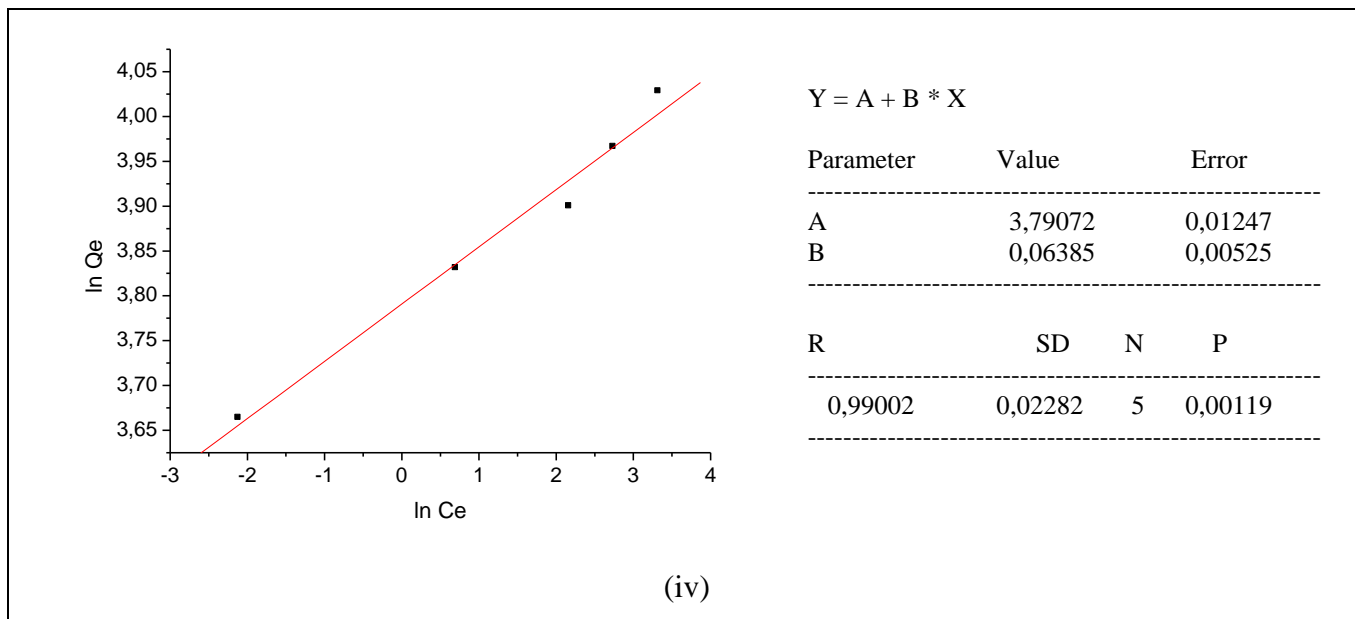 4,05
4,00
3,95
3,90
3,85
3,80
3,75
3,70
3,65
ln Qe
-3 -2 -1 0 1 2 3 4
ln Ce
Y = A + B * X
Parameter Value Error
------------------------------------------------------------
A 3,79072 0,01247
B 0,06385 0,00525
------------------------------------------------------------
R SD N P
------------------------------------------------------------
0,99002 0,02282 5 0,00119
------------------------------------------------------------
(iv)